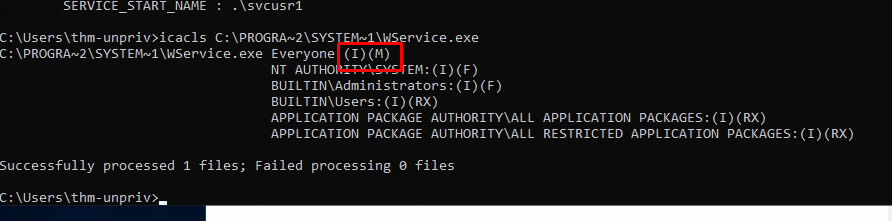 SERVICE_START_NAME : .\svcusr1
C:\Users\thm-unpriv>icacls C:\PROGRA~2\SYSTEM~1\WService.exe
C:\PROGRA~2\SYSTEM~1\WService.exe Everyone (I)(M)
NT AUTHORITY\SYSTEM:(I)(F)
BUILTIN\Administrators:(I)(F)
BUILTIN\Users:(I)(RX)
APPLICATION PACKAGE AUTHORITY\ALL APPLICATION PACKAGES:(I)(RX)
APPLICATION PACKAGE AUTHORITY\ALL RESTRICTED APPLICATION PACKAGES:(I)(RX)
Successfully processed 1 files; Failed processing 0 files
C:\Users\thm-unpriv>